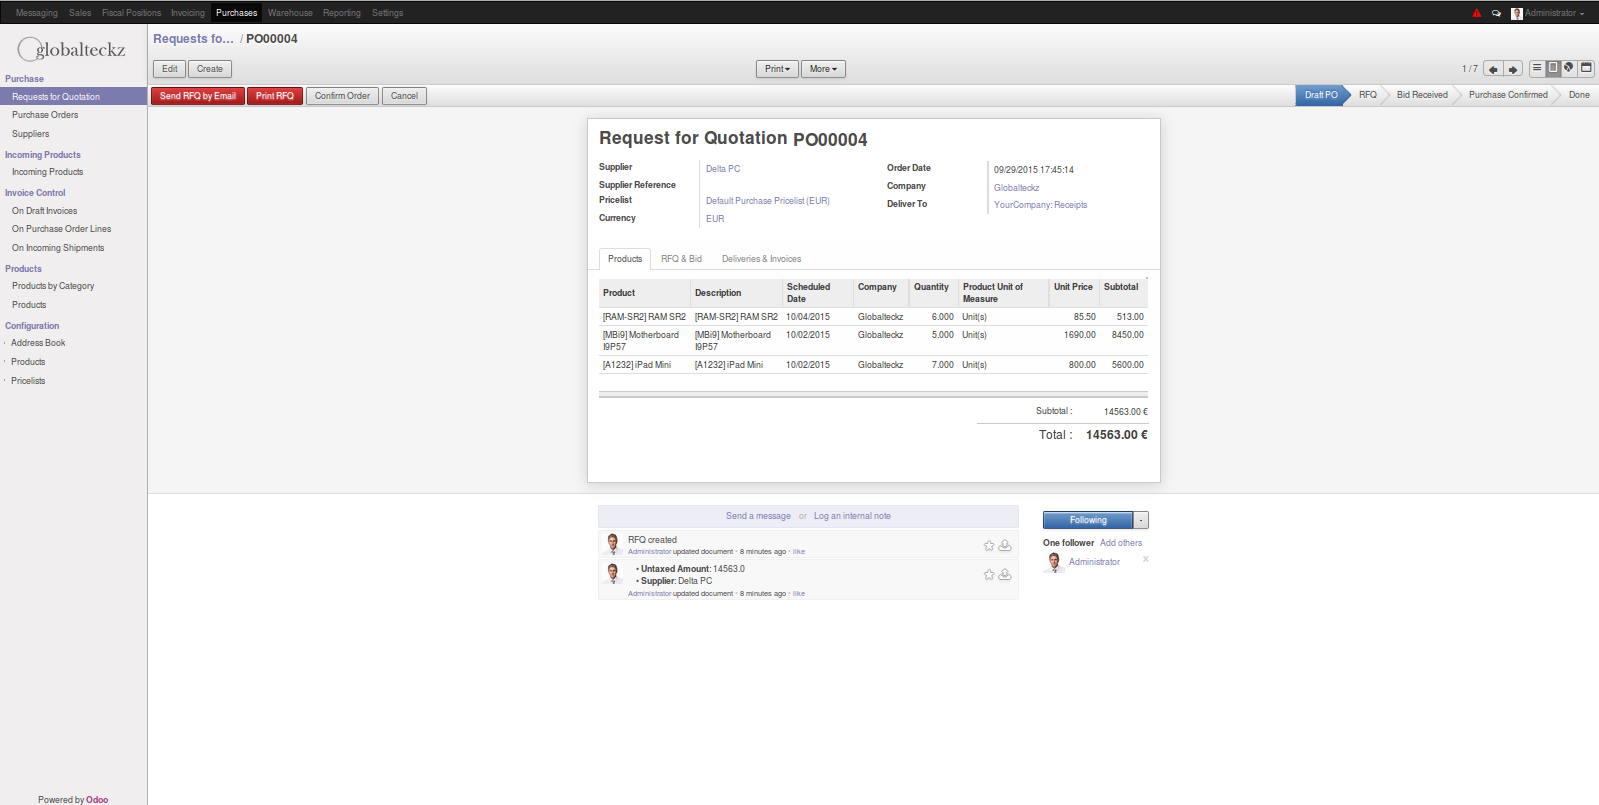 Messaging Sales Fiscal Positions Invoicing Purchases Warehouse Reporting Settings Administrator
globalteckz
Requests fo... / PO00004
Edit Create Print More 1 / 7
Send RFQ by Email Print RFQ Confirm Order Cancel Draft PO RFQ Bid Received Purchase Confirmed Done
Purchase
Requests for Quotation
Purchase Orders
Suppliers
Incoming Products
Incoming Products
Invoice Control
On Draft Invoices
On Purchase Order Lines
On Incoming Shipments
Products
Products by Category
Products
Configuration
Address Book
Products
Pricelists
Powered by Odoo
Request for Quotation PO00004
Supplier Delta PC
Supplier Reference
Pricelist Default Purchase Pricelist (EUR)
Currency EUR
Order Date 09/29/2015 17:45:14
Company Globalteckz
Deliver To YourCompany: Receipts
Products RFQ & Bid Deliveries & Invoices
Product Description Scheduled Date Company Quantity Product Unit of Measure Unit Price Subtotal
[RAM-SR2] RAM SR2 [RAM-SR2] RAM SR2 10/04/2015 Globalteckz 6.000 Unit(s) 85.50 513.00
[MBi9] Motherboard I9P57 [MBi9] Motherboard I9P57 10/02/2015 Globalteckz 5.000 Unit(s) 1690.00 8450.00
[A1232] iPad Mini [A1232] iPad Mini 10/02/2015 Globalteckz 7.000 Unit(s) 800.00 5600.00
Subtotal : 14563.00 €
Total : 14563.00 €
Send a message or Log an internal note
RFQ created
Administrator updated document • 8 minutes ago • like
• Untaxed Amount: 14563.0
• Supplier: Delta PC
Administrator updated document • 8 minutes ago • like
Following
One follower Add others
Administrator x